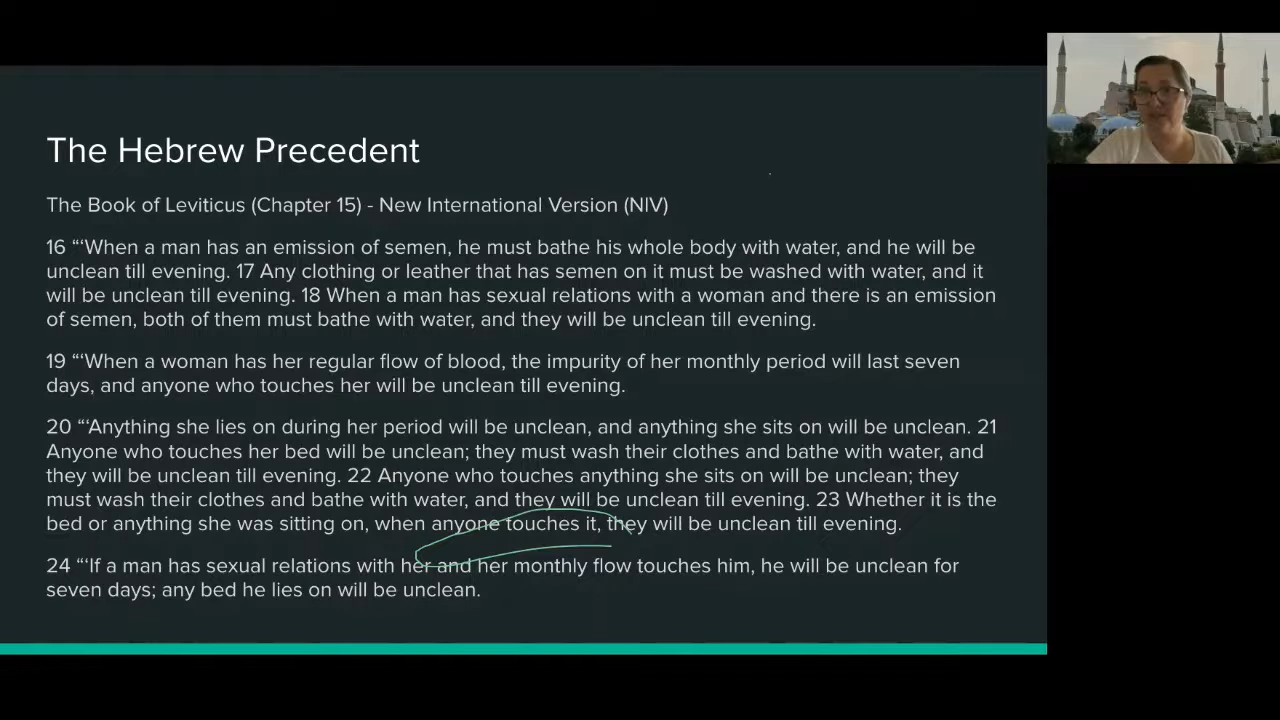 The Hebrew Precedent
The Book of Leviticus (Chapter 15) - New International Version (NIV)
16 “‘When a man has an emission of semen, he must bathe his whole body with water, and he will be
unclean till evening. 17 Any clothing or leather that has semen on it must be washed with water, and it
will be unclean till evening. 18 When a man has sexual relations with a woman and there is an emission
of semen, both of them must bathe with water, and they will be unclean till evening.
19 “‘When a woman has her regular flow of blood, the impurity of her monthly period will last seven
days, and anyone who touches her will be unclean till evening.
20 “‘Anything she lies on during her period will be unclean, and anything she sits on will be unclean. 21
Anyone who touches her bed will be unclean; they must wash their clothes and bathe with water, and
they will be unclean till evening. 22 Anyone who touches anything she sits on will be unclean; they
must wash their clothes and bathe with water, and they will be unclean till evening. 23 Whether it is the
bed or anything she was sitting on, when anyone touches it, they will be unclean till evening.
24 “‘If a man has sexual relations with her and her monthly flow touches him, he will be unclean for
seven days; any bed he lies on will be unclean.